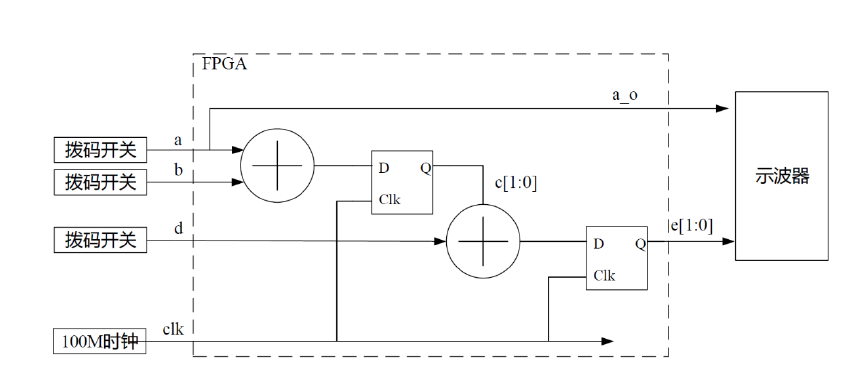 FPGA
a_o
拨码开关
a
拨码开关
b
示波器
D
Q
Clk
c[1:0]
拨码开关
d
D
Q
Clk
e[1:0]
100M时钟
clk